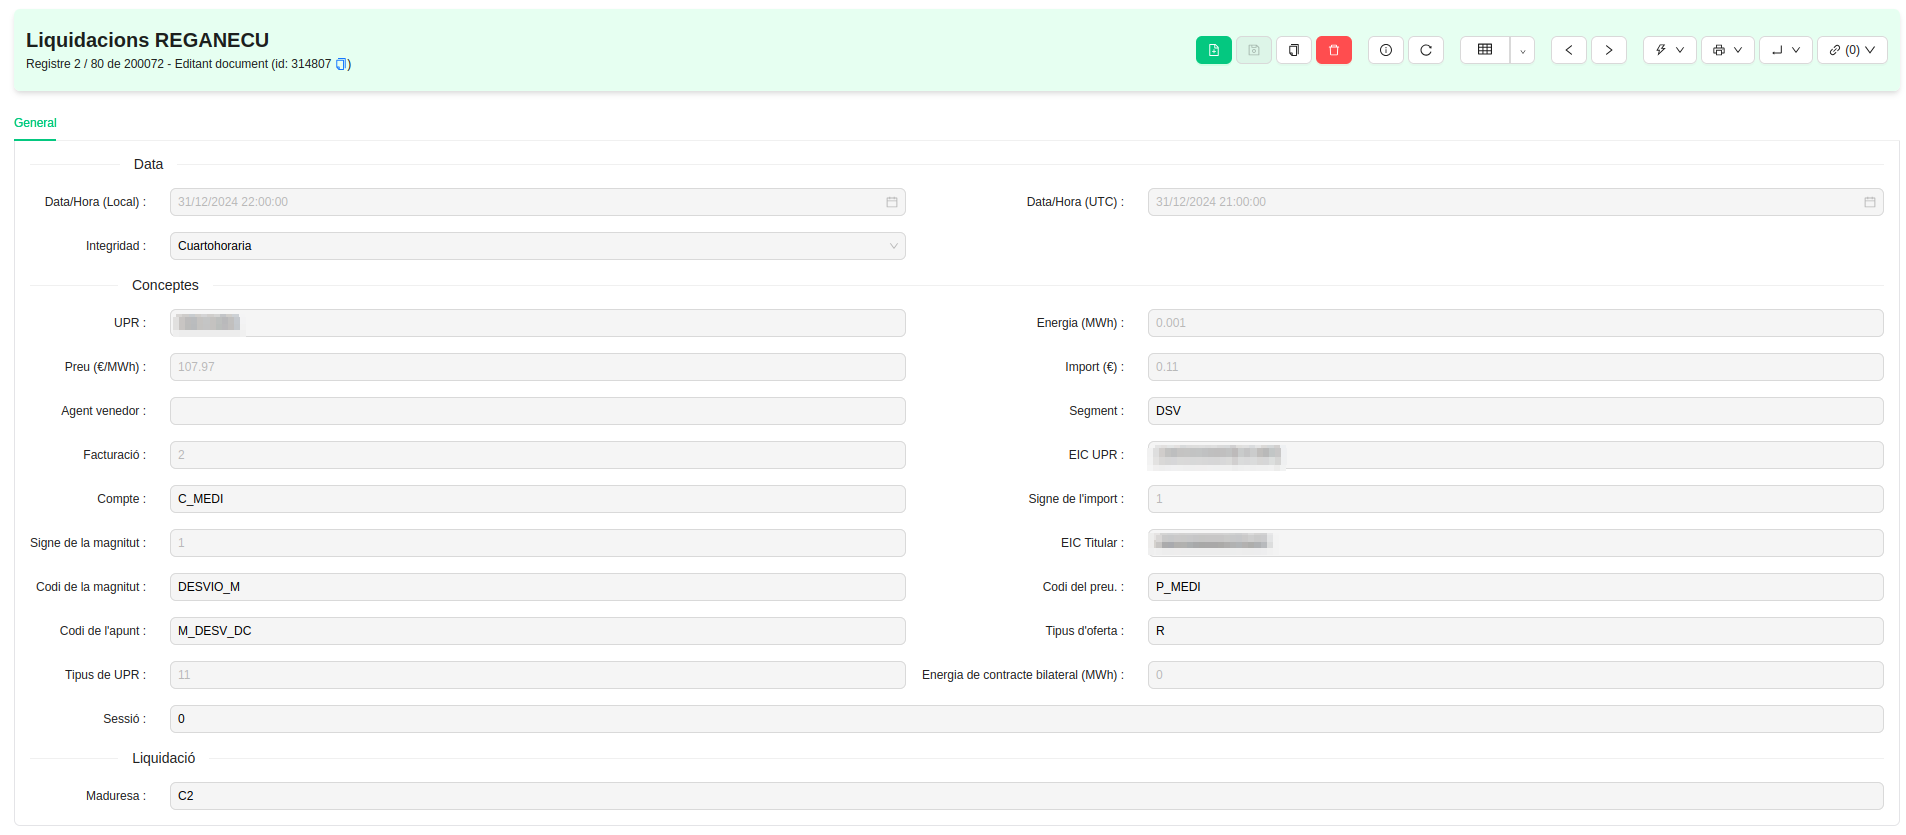 Liquidacions REGANECU
Registre 2 / 80 de 200072 - Editant document (id: 314807 )
(0)
General
Data
Data/Hora (Local) : 31/12/2024 22:00:00 Data/Hora (UTC) : 31/12/2024 21:00:00
Integridad : Cuartohoraria
Conceptes
UPR : Energia (MWh) : 0.001
Preu (€/MWh) : 107.97 Import (€) : 0.11
Agent venedor : Segment : DSV
Facturació : 2 EIC UPR :
Compte : C_MEDI Signe de l'import : 1
Signe de la magnitut : 1 EIC Titular :
Codi de la magnitut : DESVIO_M Codi del preu. : P_MEDI
Codi de l'apunt : M_DESV_DC Tipus d'oferta : R
Tipus de UPR : 11 Energia de contracte bilateral (MWh) : 0
Sessió : 0
Liquidació
Maduresa : C2